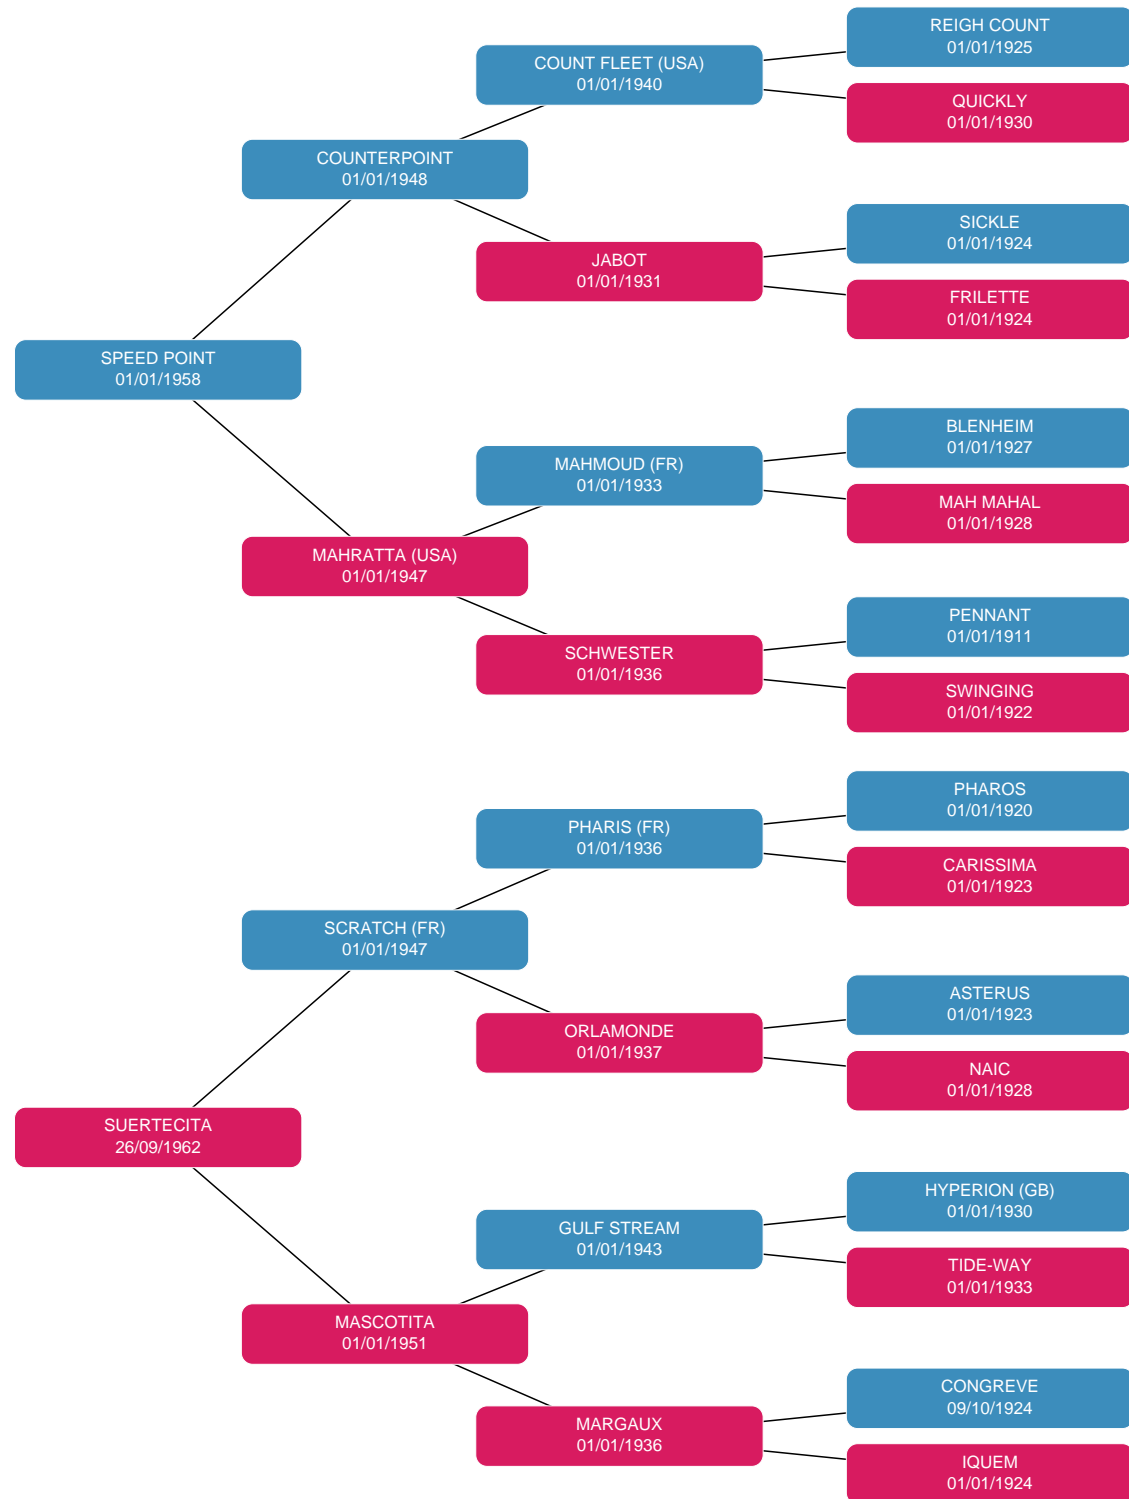 REIGH COUNT
01/01/1925
COUNT FLEET (USA)
01/01/1940
QUICKLY
01/01/1930
COUNTERPOINT
01/01/1948
SICKLE
01/01/1924
JABOT
01/01/1931
FRILETTE
01/01/1924
SPEED POINT
01/01/1958
BLENHEIM
01/01/1927
MAHMOUD (FR)
01/01/1933
MAH MAHAL
01/01/1928
MAHRATTA (USA)
01/01/1947
PENNANT
01/01/1911
SCHWESTER
01/01/1936
SWINGING
01/01/1922
PHAROS
01/01/1920
PHARIS (FR)
01/01/1936
CARISSIMA
01/01/1923
SCRATCH (FR)
01/01/1947
ASTERUS
01/01/1923
ORLAMONDE
01/01/1937
NAIC
01/01/1928
SUERTECITA
26/09/1962
HYPERION (GB)
01/01/1930
GULF STREAM
01/01/1943
TIDE-WAY
01/01/1933
MASCOTITA
01/01/1951
CONGREVE
09/10/1924
MARGAUX
01/01/1936
IQUEM
01/01/1924